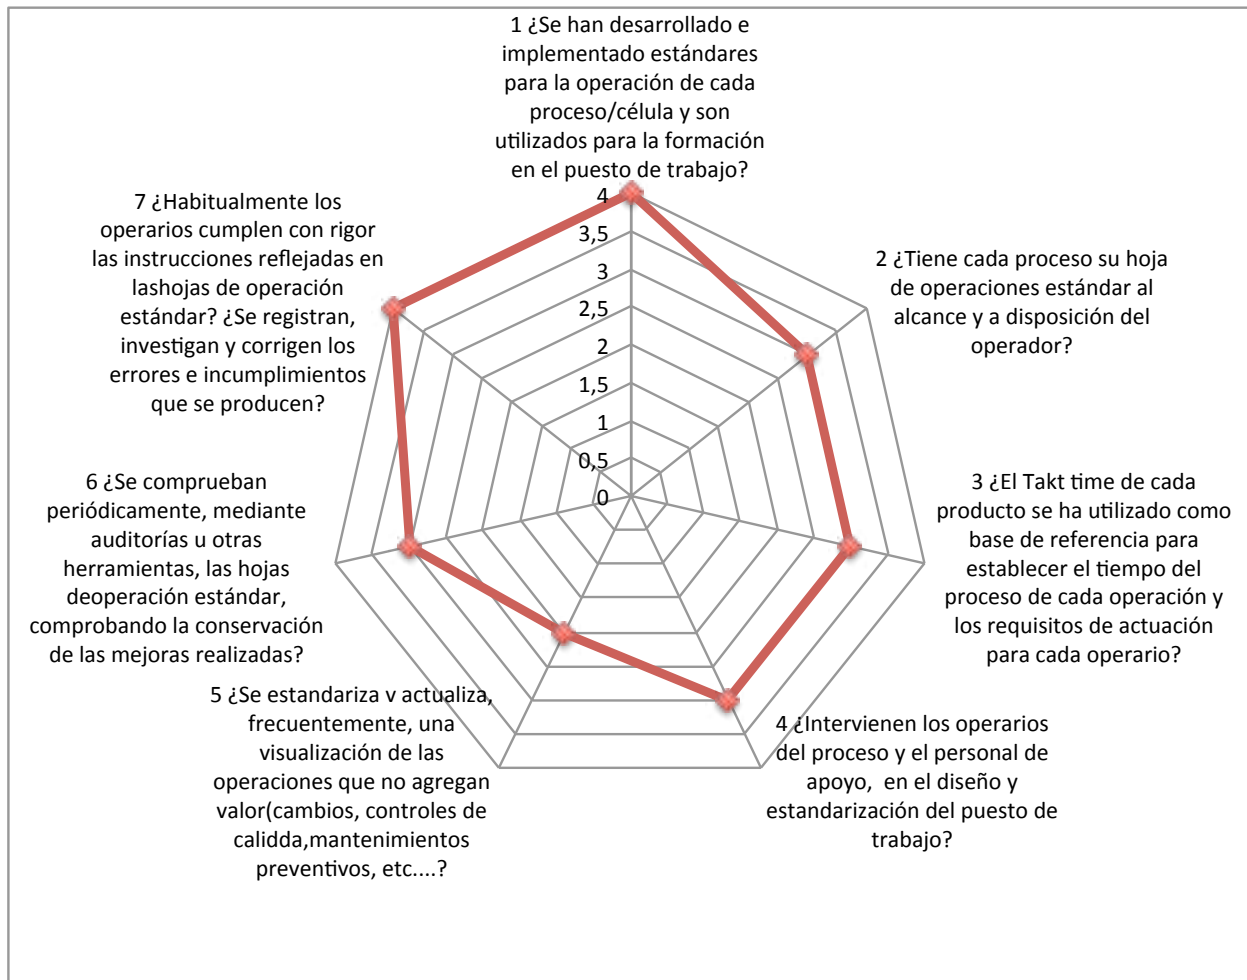 1 ¿Se han desarrollado e
implementado estándares
para la operación de cada
proceso/célula y son
utilizados para la formación
en el puesto de trabajo?
4
3,5
3
2,5
2
1,5
1
0,5
0
2 ¿Tiene cada proceso su hoja
de operaciones estándar al
alcance y a disposición del
operador?
3 ¿El Takt time de cada
producto se ha utilizado como
base de referencia para
establecer el tiempo del
proceso de cada operación y
los requisitos de actuación
para cada operario?
4 ¿Intervienen los operarios
del proceso y el personal de
apoyo,  en el diseño y
estandarización del puesto de
trabajo?
5 ¿Se estandariza v actualiza,
frecuentemente, una
visualización de las
operaciones que no agregan
valor(cambios, controles de
calidda,mantenimientos
preventivos, etc....?
6 ¿Se comprueban
periódicamente, mediante
auditorías u otras
herramientas, las hojas
deoperación estándar,
comprobando la conservación
de las mejoras realizadas?
7 ¿Habitualmente los
operarios cumplen con rigor
las instrucciones reflejadas en
lashojas de operación
estándar? ¿Se registran,
investigan y corrigen los
errores e incumplimientos
que se producen?